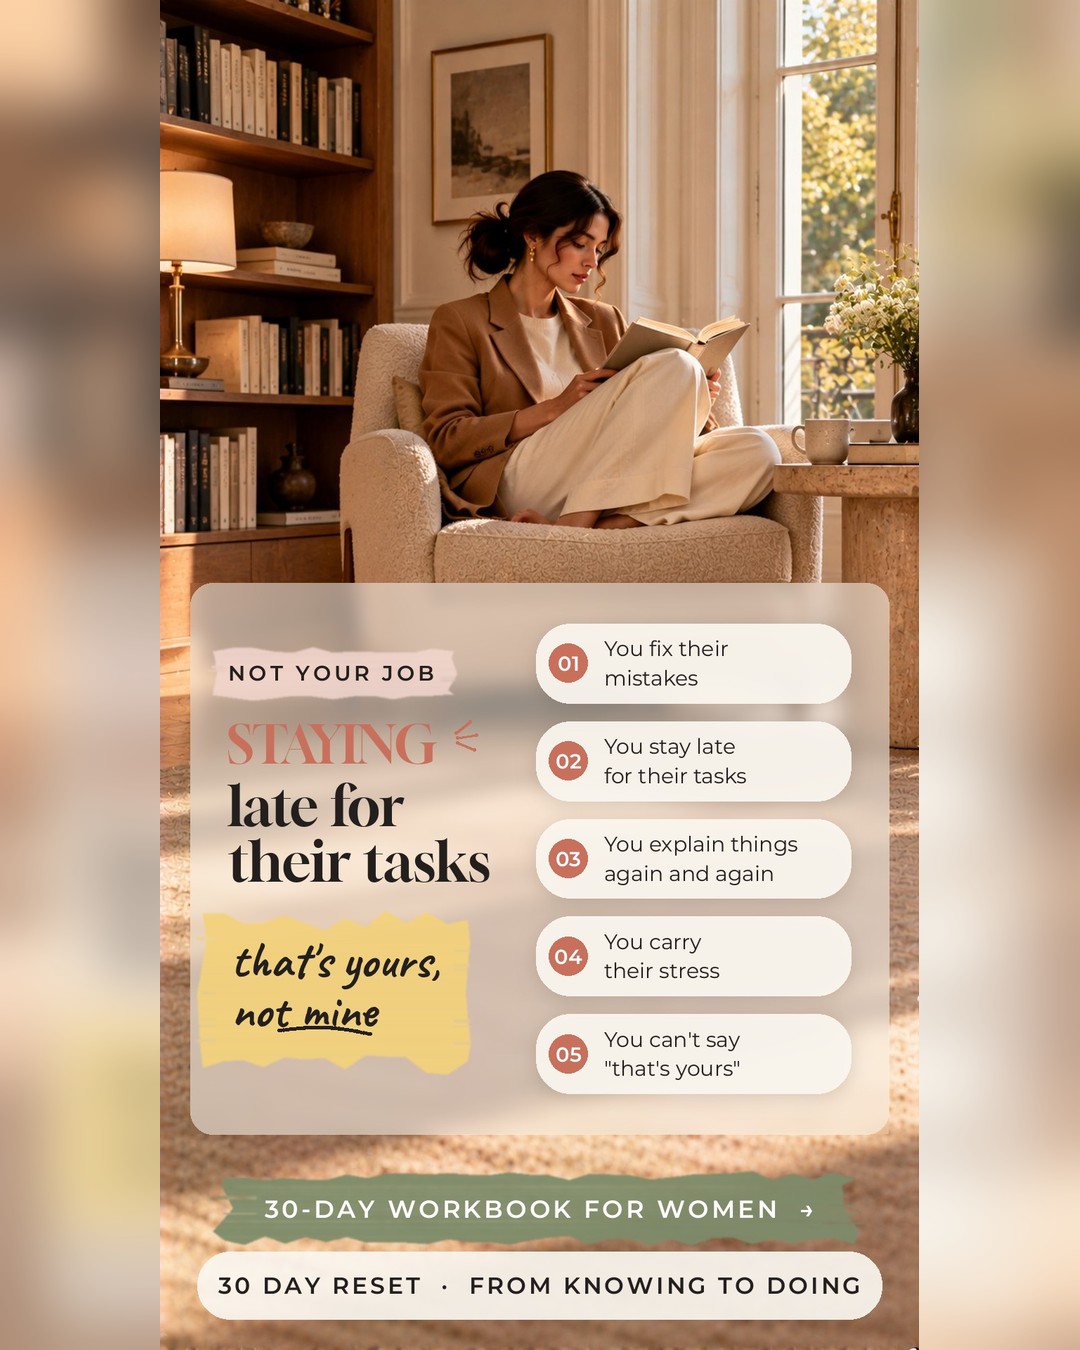 NOT YOUR JOB
STAYING
late for
their tasks
that's yours,
not mine
01 You fix their
mistakes
02 You stay late
for their tasks
03 You explain things
again and again
04 You carry
their stress
05 You can't say
"that's yours"
30-DAY WORKBOOK FOR WOMEN →
30 DAY RESET · FROM KNOWING TO DOING